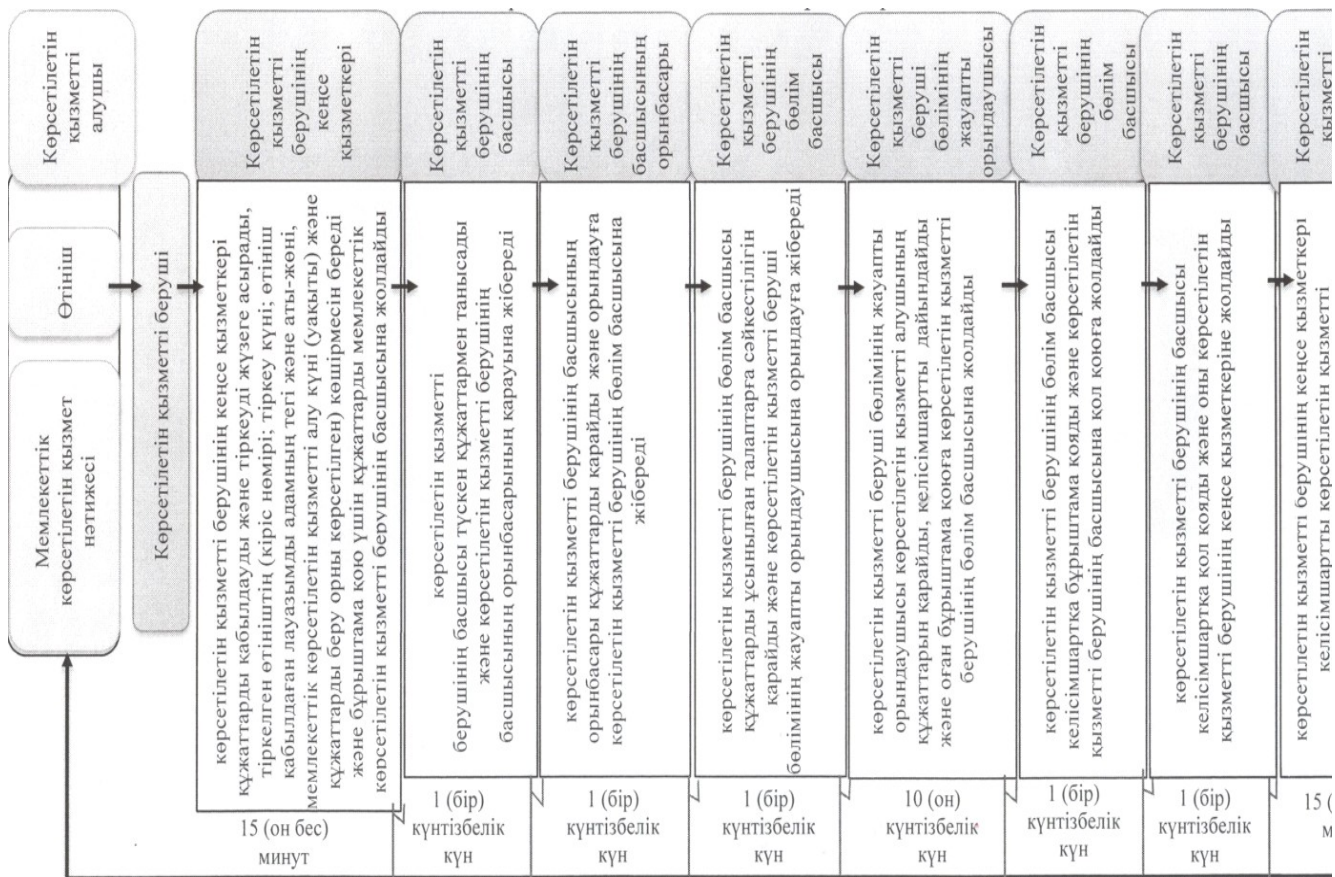 Көрсетілетін
қызметті
алушы
Өтініш
Мемлекеттік
көрсетілетін қызмет
нәтижесі
Көрсетілетін қызметті беруші
Көрсетілетін
қызметті
берушінің
кеңсе
қызметкері
көрсетілетін қызметті берушінің кеңсе қызметкері
құжаттарды қабылдауды және тіркеуді жүзеге асырады,
тіркелген өтініштің (кіріс нөмірі; тіркеу күні; өтініш
қабылдаған лауазымды адамның тегі және аты-жөні,
мемлекеттік көрсетілетін қызметті алу күні (уақыты) және
құжаттарды беру орны көрсетілген) көшірмесін береді
және бұрыштама қою үшін құжаттарды мемлекеттік
көрсетілетін қызметті берушінің басшысына жолдайды
15 (он бес)
минут
Көрсетілетін
қызметті
берушінің
басшысы
көрсетілетін қызметті
берушінің басшысы түскен құжаттармен танысады
және көрсетілетін қызметті берушінің
басшысының орынбасарының қарауына жібереді
1 (бір)
күнтізбелік
күн
Көрсетілетін
қызметті
берушінің
басшысының
орынбасары
көрсетілетін қызметті берушінің басшысының
орынбасары құжаттарды қарайды және орындауға
көрсетілетін қызметті берушінің бөлім басшысына
жібереді
1 (бір)
күнтізбелік
күн
Көрсетілетін
қызметті
берушінің
бөлім
басшысы
көрсетілетін қызметті берушінің бөлім басшысы
құжаттарды ұсынылған талаптарға сәйкестілігін
қарайды және көрсетілетін қызметті беруші
бөлімінің жауапты орындаушысына орындауға жібереді
1 (бір)
күнтізбелік
күн
Көрсетілетін
қызметті
беруші
бөлімінің
жауапты
орындаушысы
көрсетілетін қызметті беруші бөлімінің жауапты
орындаушысы көрсетілетін қызметті алушының
құжаттарын қарайды, келісімшартты дайындайды
және оған бұрыштама қоюға көрсетілетін қызметті
берушінің бөлім басшысына жолдайды
10 (он)
күнтізбелік
күн
Көрсетілетін
қызметті
берушінің
бөлім
басшысы
көрсетілетін қызметті берушінің бөлім басшысы
келісімшартқа бұрыштама қояды және көрсетілетін
қызметті берушінің басшысына қол қоюға жолдайды
1 (бір)
күнтізбелік
күн
Көрсетілетін
қызметті
берушінің
басшысы
көрсетілетін қызметті берушінің басшысы
келісімшартқа қол қояды және оны көрсетілетін
қызметті берушінің кеңсе қызметкеріне жолдайды
1 (бір)
күнтізбелік
күн
Көрсетілетін
қызметті
көрсетілетін қызметті берушінің кеңсе қызметкері
келісімшартты көрсетілетін қызметті
15 (